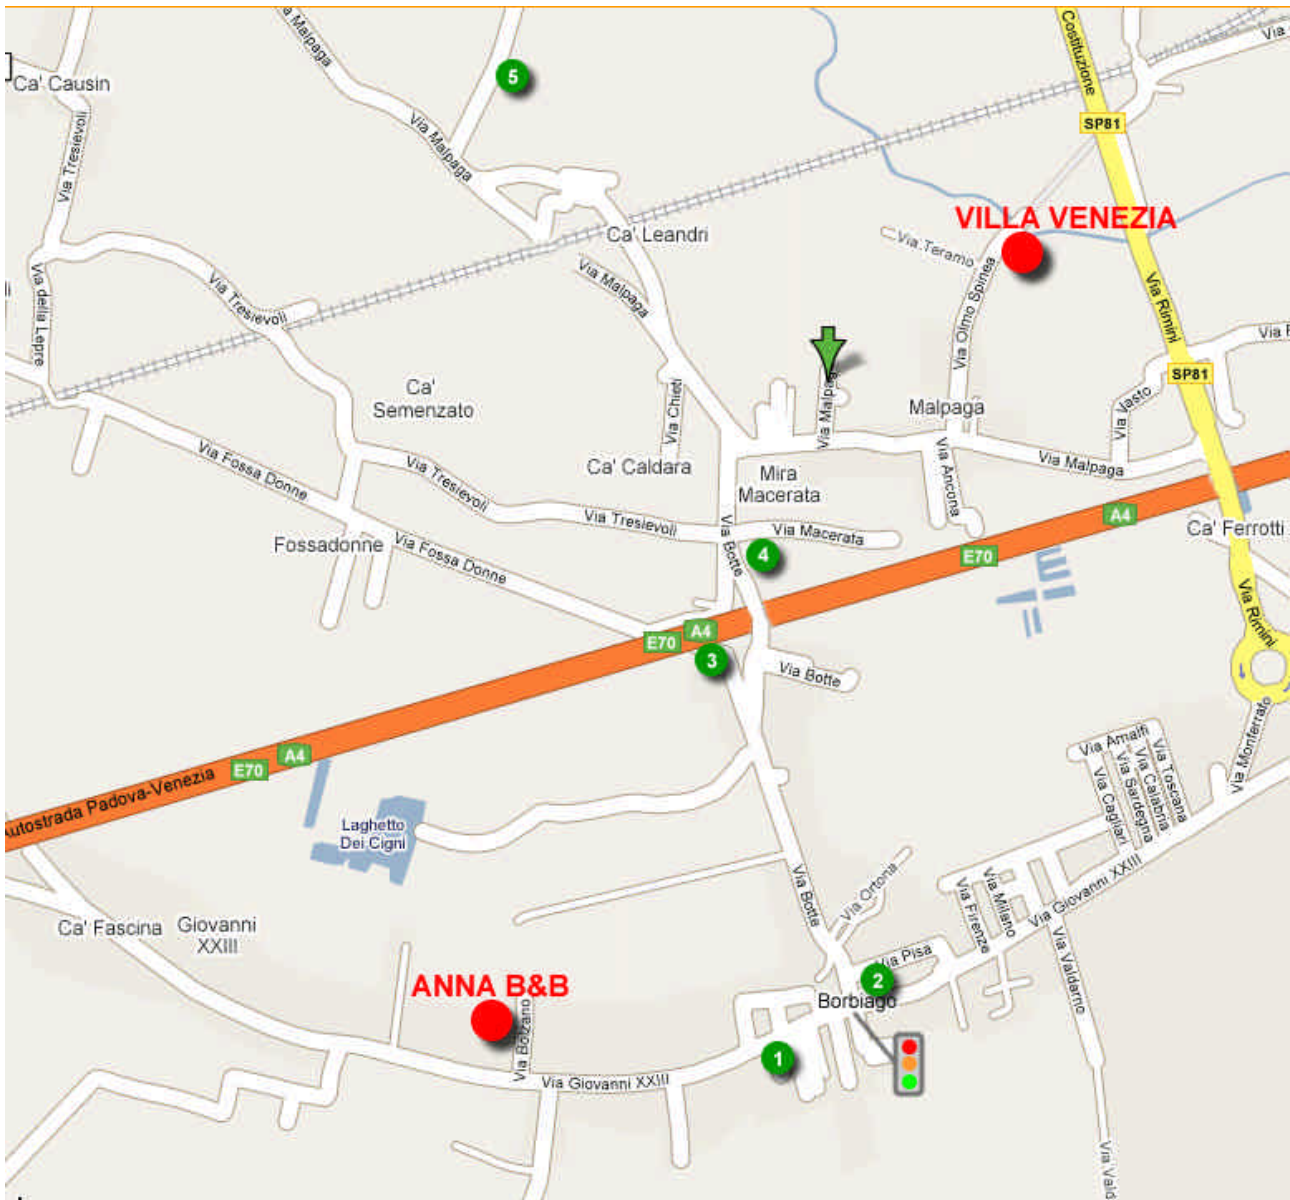 Via Malpaga
Costituzione
Via
5
Ca' Causin
Via Tresievoli
Via Malpaga
SP81
VILLA VENEZIA
Ca' Leandri
Via Teramo
Via della Lepre
Via Tresievoli
Via Malpaga
Via Olmo Spinea
Via Rimini
Via
SP81
Ca'
Semenzato
Via Chieti
Via Malpaga
Malpaga
Via Vasto
Via Fossa Donne
Via Tresievoli
Ca' Caldara
Mira
Macerata
Via Ancona
Via Malpaga
Via Tresievoli
Via Macerata
A4
Ca' Ferrotti
Fossadonne
Via Fossa Donne
Via Botte
4
E70
Via Rimini
E70
A4
3
Via Botte
E70
A4
Autostrada Padova-Venezia
Via Amalfi
Via Toscana
Via Calabria
Via Sardegna
Via Cagliari
Via Monferrato
Laghetto
Dei Cigni
Via Botte
Via Ortona
Via Firenze
Via Milano
Via Giovanni XXIII
Ca' Fascina
Giovanni
XXIII
Via Pisa
Via Valdarno
ANNA B&B
2
Borbiago
Via Bolzano
1
Via Giovanni XXIII
Via Vald